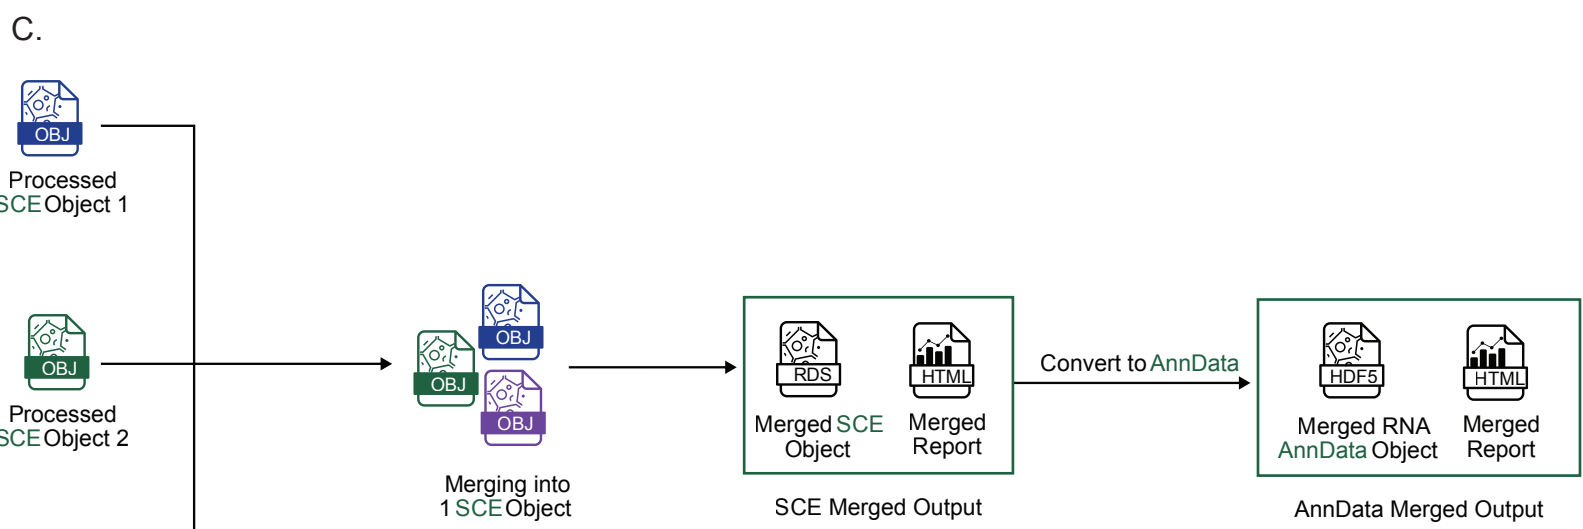 C.
OBJ
Processed
SCE Object 1
OBJ
Processed
SCE Object 2
OBJ
OBJ
OBJ
Merging into
1 SCE Object
RDS
Merged SCE
Object
HTML
Merged
Report
SCE Merged Output
Convert to AnnData
HDF5
Merged RNA
AnnData Object
HTML
Merged
Report
AnnData Merged Output